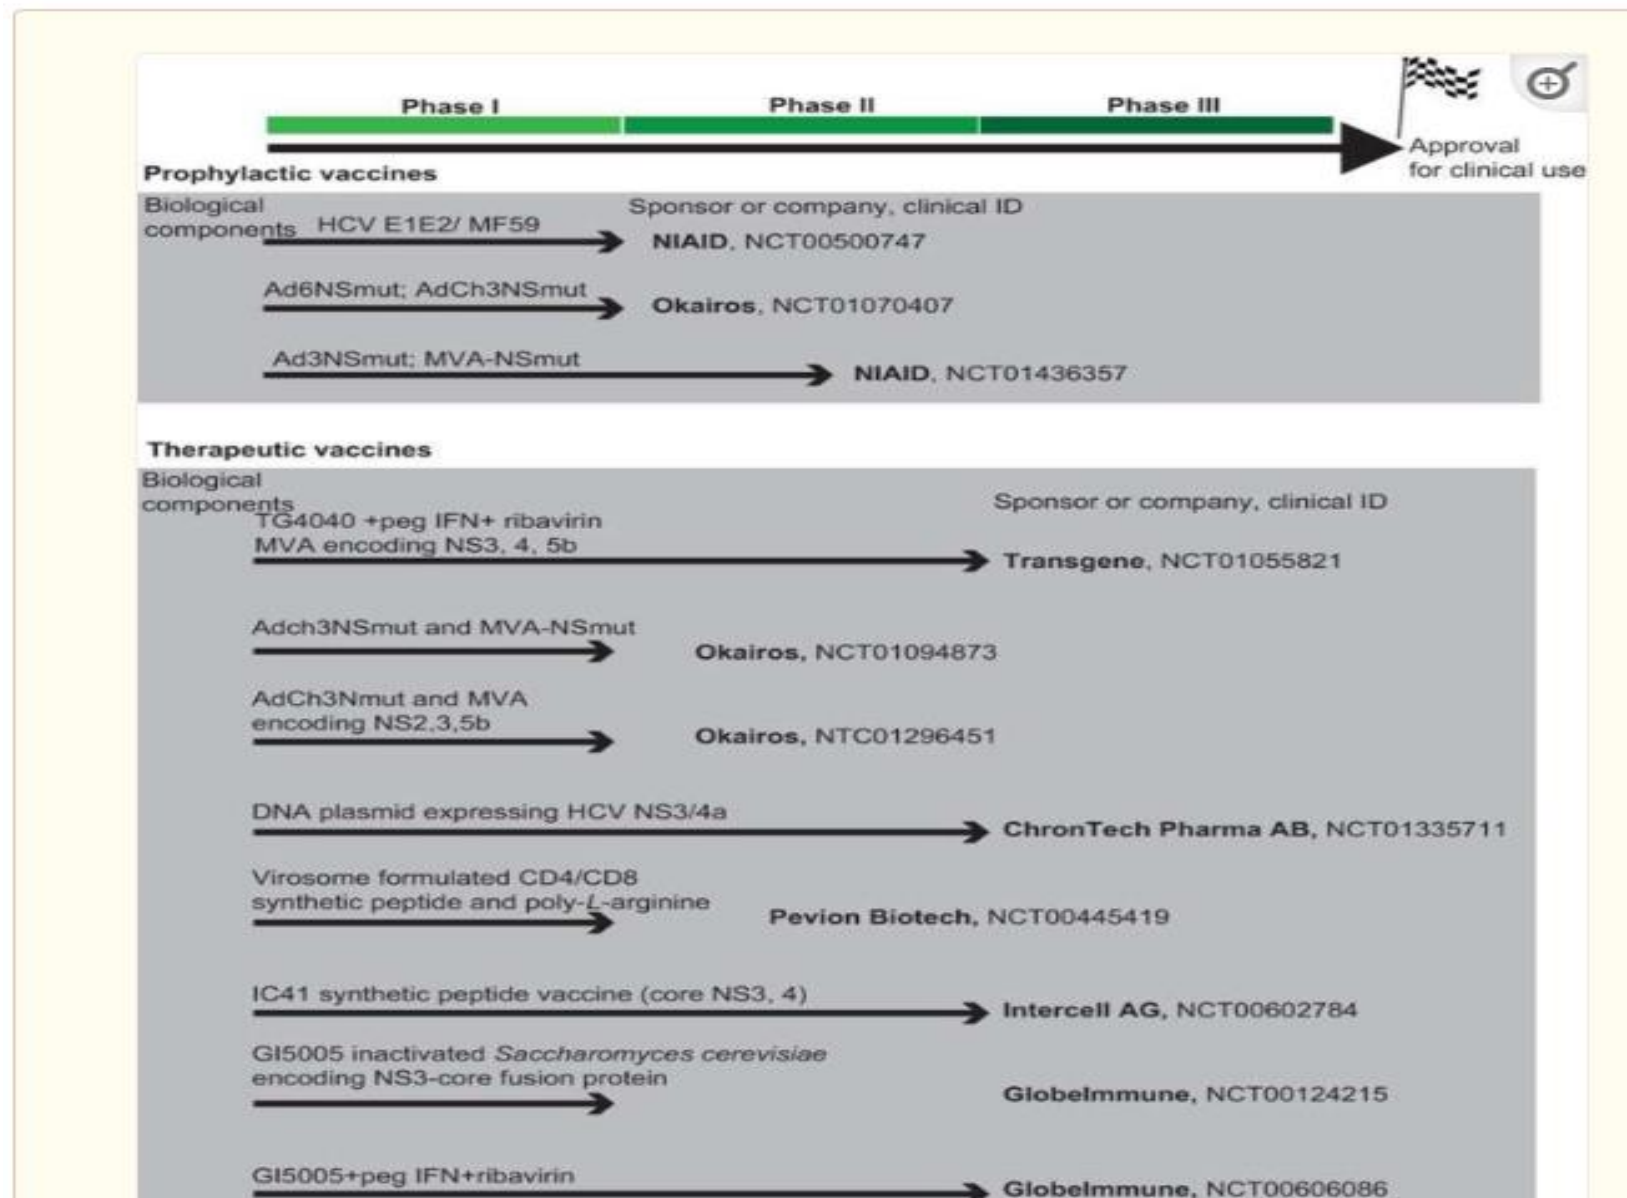 Phase I
Phase II
Phase III
Approval
for clinical use
Prophylactic vaccines
Biological
components
Sponsor or company, clinical ID
HCV E1E2/ MF59
NIAID, NCT00500747
Ad6NSmut; AdCh3NSmut
Okairos, NCT01070407
Ad3NSmut; MVA-NSmut
NIAID, NCT01436357
Therapeutic vaccines
Biological
components
Sponsor or company, clinical ID
TG4040 +peg IFN+ ribavirin
MVA encoding NS3, 4, 5b
Transgene, NCT01055821
Adch3NSmut and MVA-NSmut
Okairos, NCT01094873
AdCh3Nmut and MVA
encoding NS2,3,5b
Okairos, NTC01296451
DNA plasmid expressing HCV NS3/4a
ChronTech Pharma AB, NCT01335711
Virosome formulated CD4/CD8
synthetic peptide and poly-L-arginine
Pevion Biotech, NCT00445419
IC41 synthetic peptide vaccine (core NS3, 4)
Intercell AG, NCT00602784
GI5005 inactivated Saccharomyces cerevisiae
encoding NS3-core fusion protein
GlobeImmune, NCT00124215
GI5005+peg IFN+ribavirin
GlobeImmune, NCT00606086